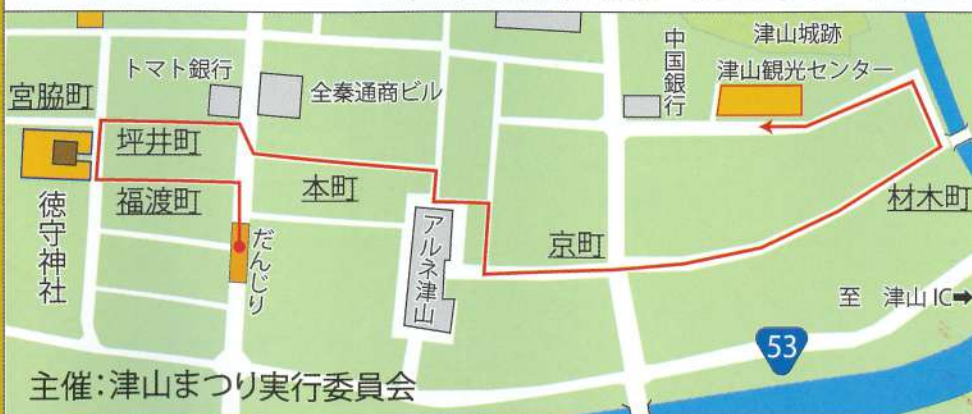 津山城跡
中国銀行
津山観光センター
トマト銀行
全秦通商ビル
宮脇町
坪井町
本町
福渡町
徳守神社
だんじり
アルネ津山
京町
材木町
至 津山IC➡
53
主催:津山まつり実行委員会